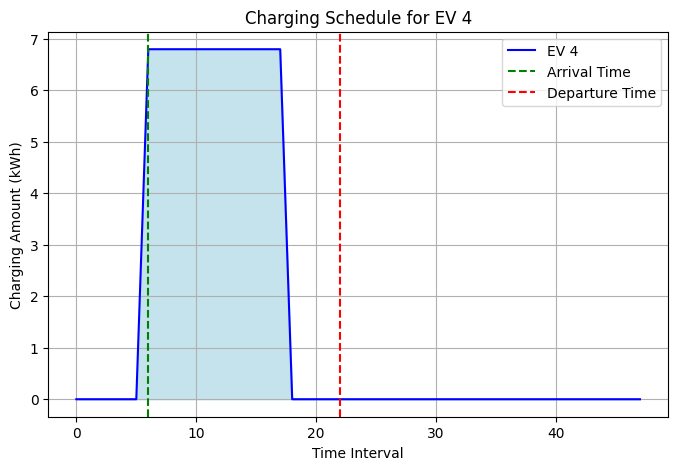 Charging Schedule for EV 4
EV 4
Arrival Time
Departure Time
Charging Amount (kWh)
7
6
5
4
3
2
1
0
0 10 20 30 40
Time Interval